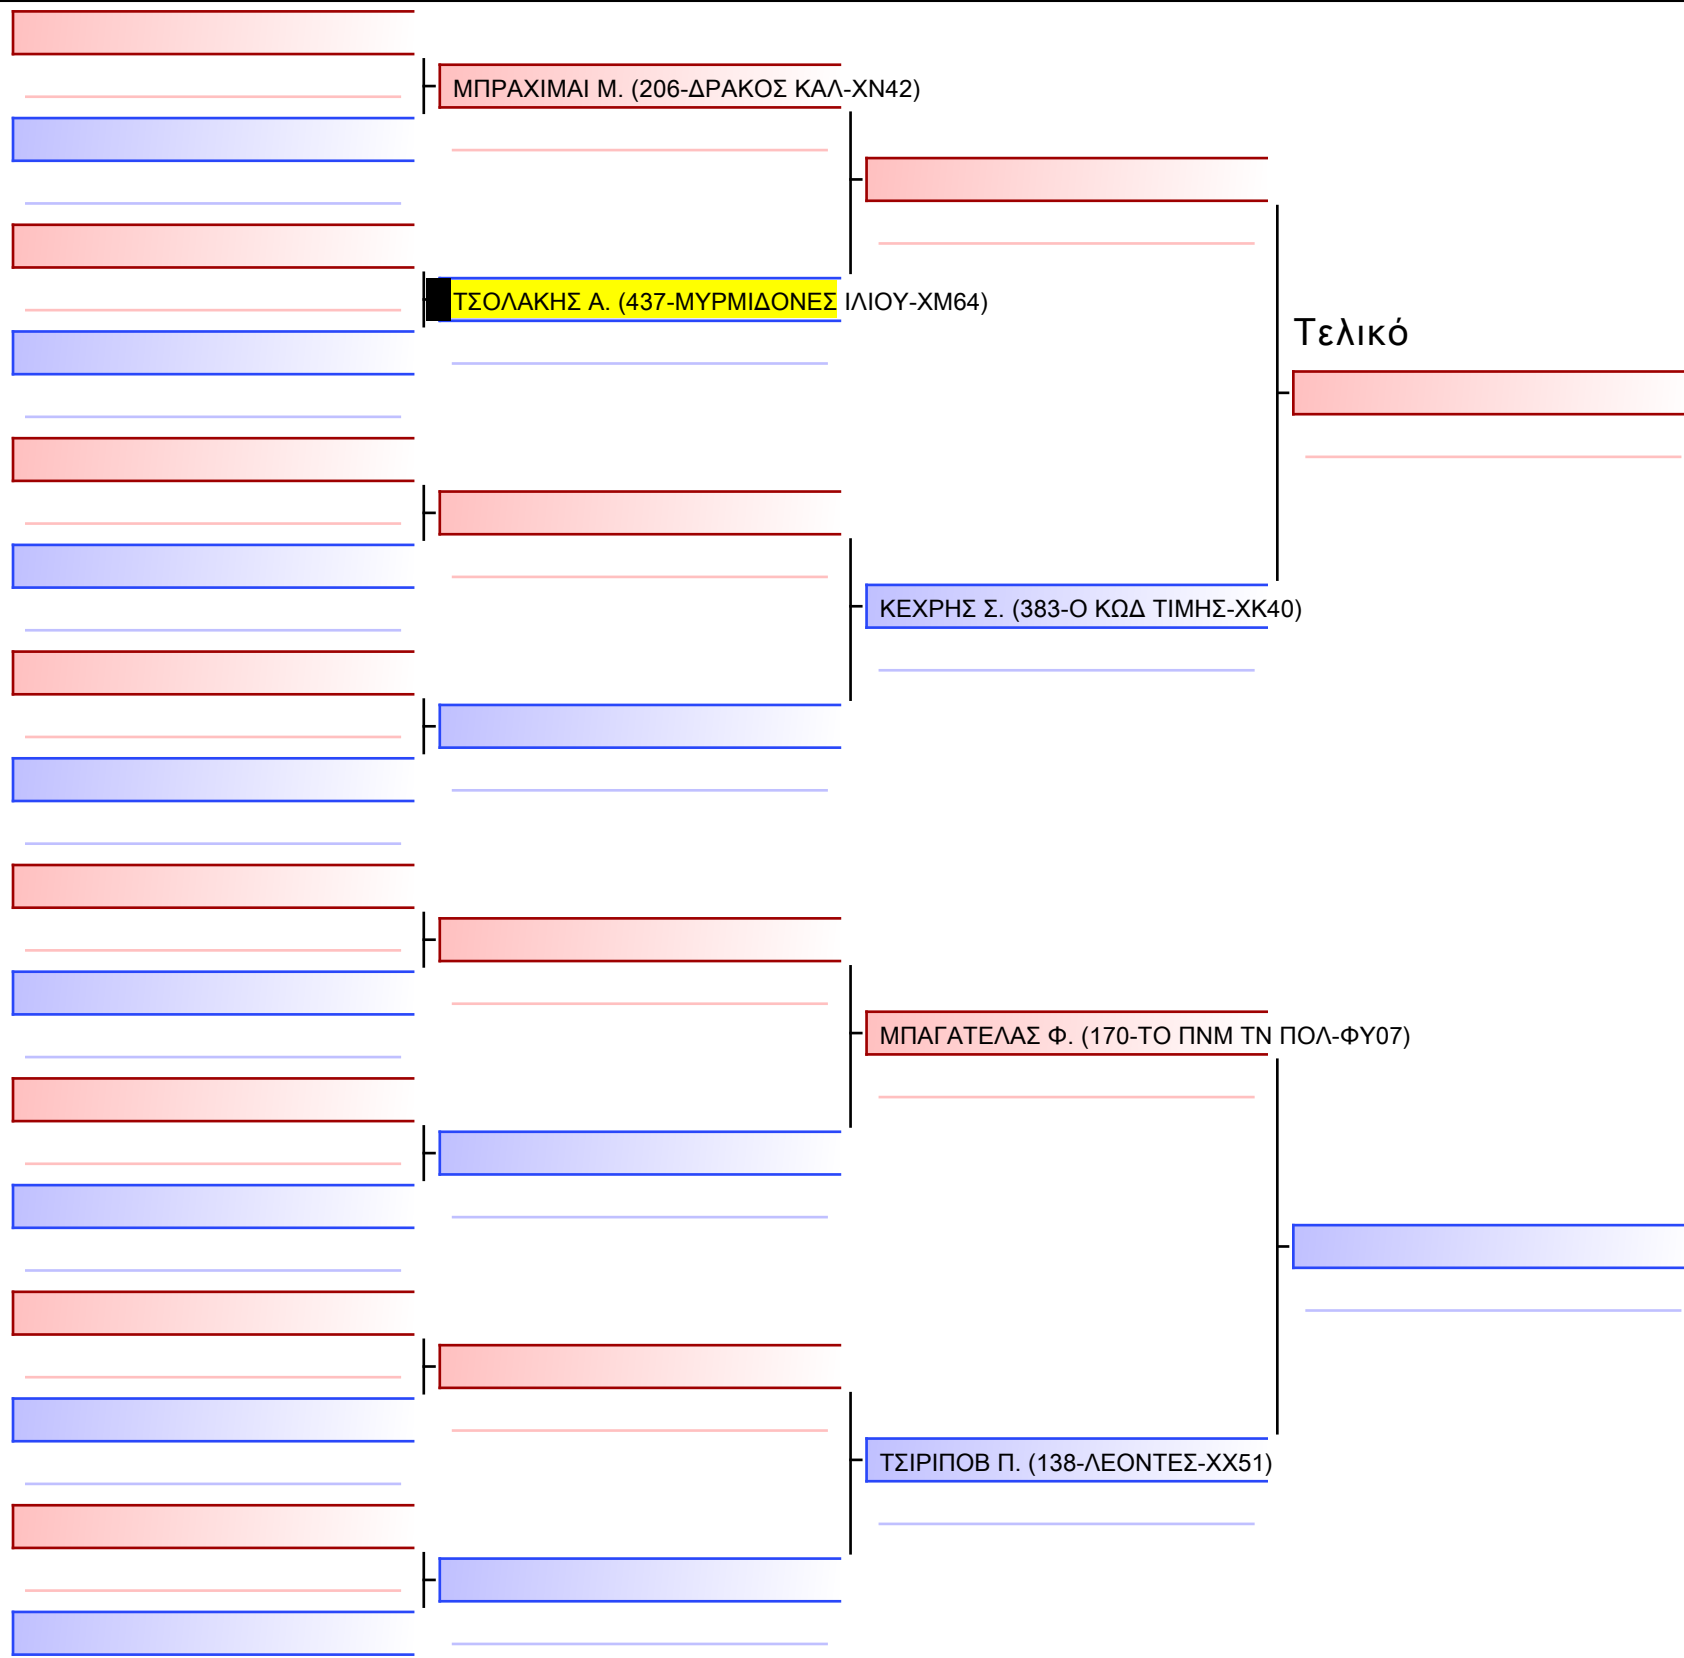 ΜΠΡΑΧΙΜΑΙ Μ. (206-ΔΡΑΚΟΣ ΚΑΛ-ΧΝ42)
ΤΣΟΛΑΚΗΣ Α. (437-ΜΥΡΜΙΔΟΝΕΣ ΙΛΙΟΥ-ΧΜ64)
Τελικό
ΚΕΧΡΗΣ Σ. (383-Ο ΚΩΔ ΤΙΜΗΣ-ΧΚ40)
ΜΠΑΓΑΤΕΛΑΣ Φ. (170-ΤΟ ΠΝΜ ΤΝ ΠΟΛ-ΦΥ07)
ΤΣΙΡΙΠΟΒ Π. (138-ΛΕΟΝΤΕΣ-ΧΧ51)